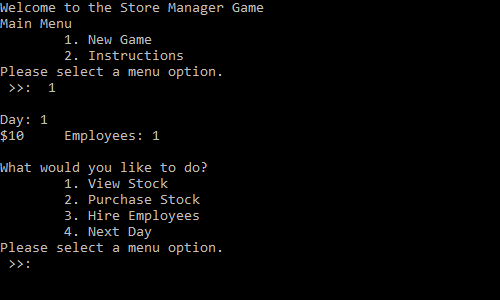 Welcome to the Store Manager Game
Main Menu
1. New Game
2. Instructions
Please select a menu option.
>>: 1
Day: 1
$10 Employees: 1
What would you like to do?
1. View Stock
2. Purchase Stock
3. Hire Employees
4. Next Day
Please select a menu option.
>>: